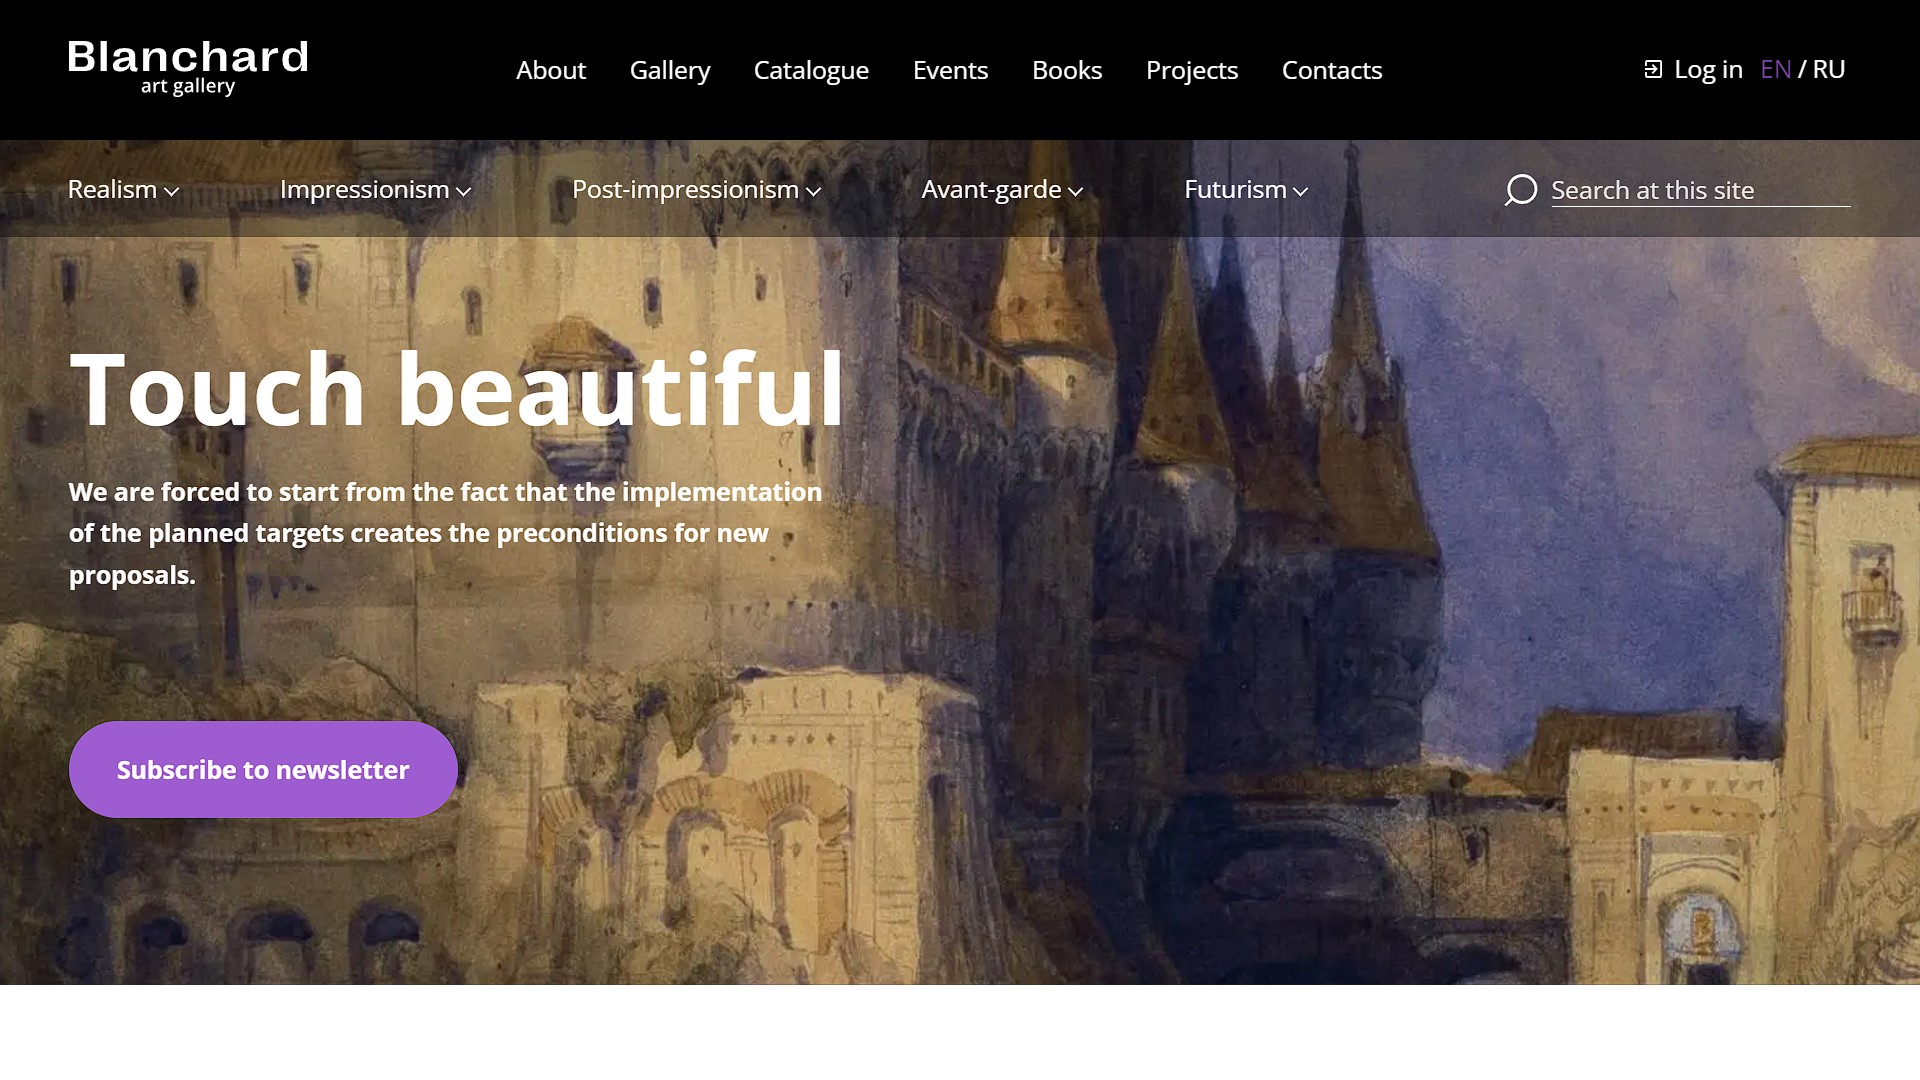 Blanchard
art gallery
About Gallery Catalogue Events Books Projects Contacts
Log in EN / RU
Realism Impressionism Post-impressionism Avant-garde Futurism
Search at this site
Touch beautiful
We are forced to start from the fact that the implementation
of the planned targets creates the preconditions for new
proposals.
Subscribe to newsletter